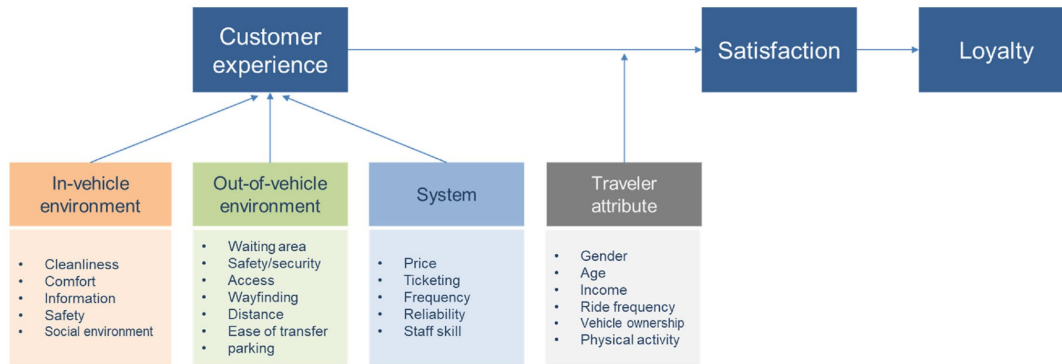 Customer
experience
Satisfaction
Loyalty
In-vehicle
environment
Out-of-vehicle
environment
System
Traveler
attribute
• Cleanliness
• Comfort
• Information
• Safety
• Social environment
• Waiting area
• Safety/security
• Access
• Wayfinding
• Distance
• Ease of transfer
• parking
• Price
• Ticketing
• Frequency
• Reliability
• Staff skill
• Gender
• Age
• Income
• Ride frequency
• Vehicle ownership
• Physical activity